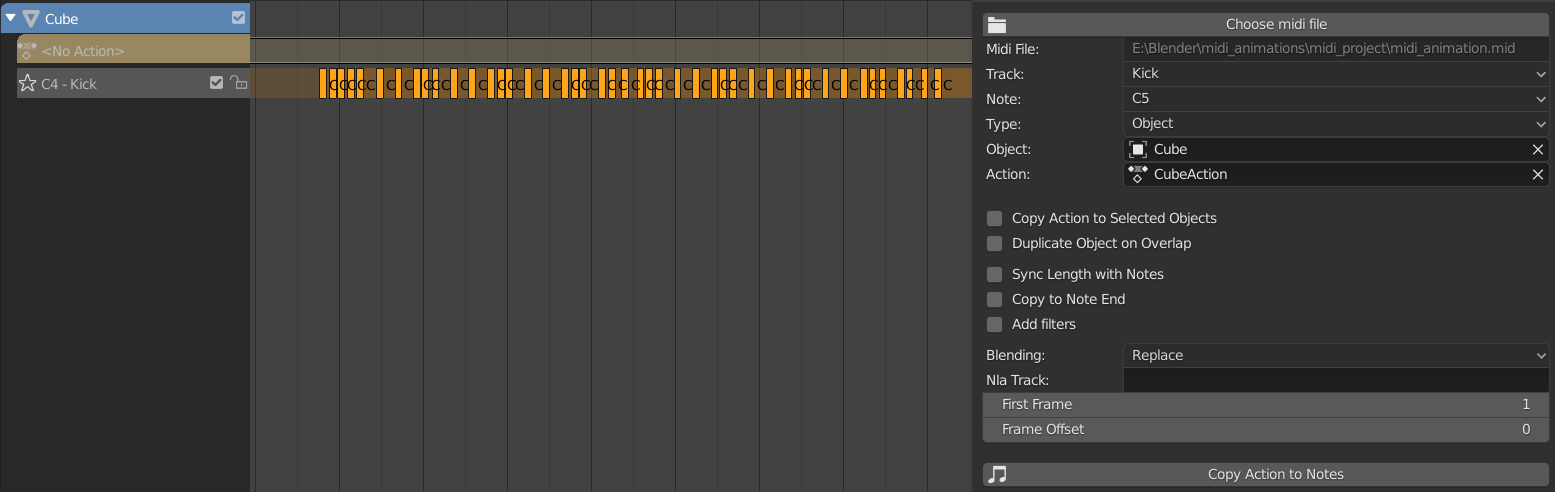 Cube
<No Action>
C4 - Kick
Choose midi file
Midi File: E:\Blender\midi_animations\midi_project\midi_animation.mid
Track: Kick
Note: C5
Type: Object
Object: Cube
Action: CubeAction
Copy Action to Selected Objects
Duplicate Object on Overlap
Sync Length with Notes
Copy to Note End
Add filters
Blending: Replace
Nla Track:
First Frame 1
Frame Offset 0
Copy Action to Notes